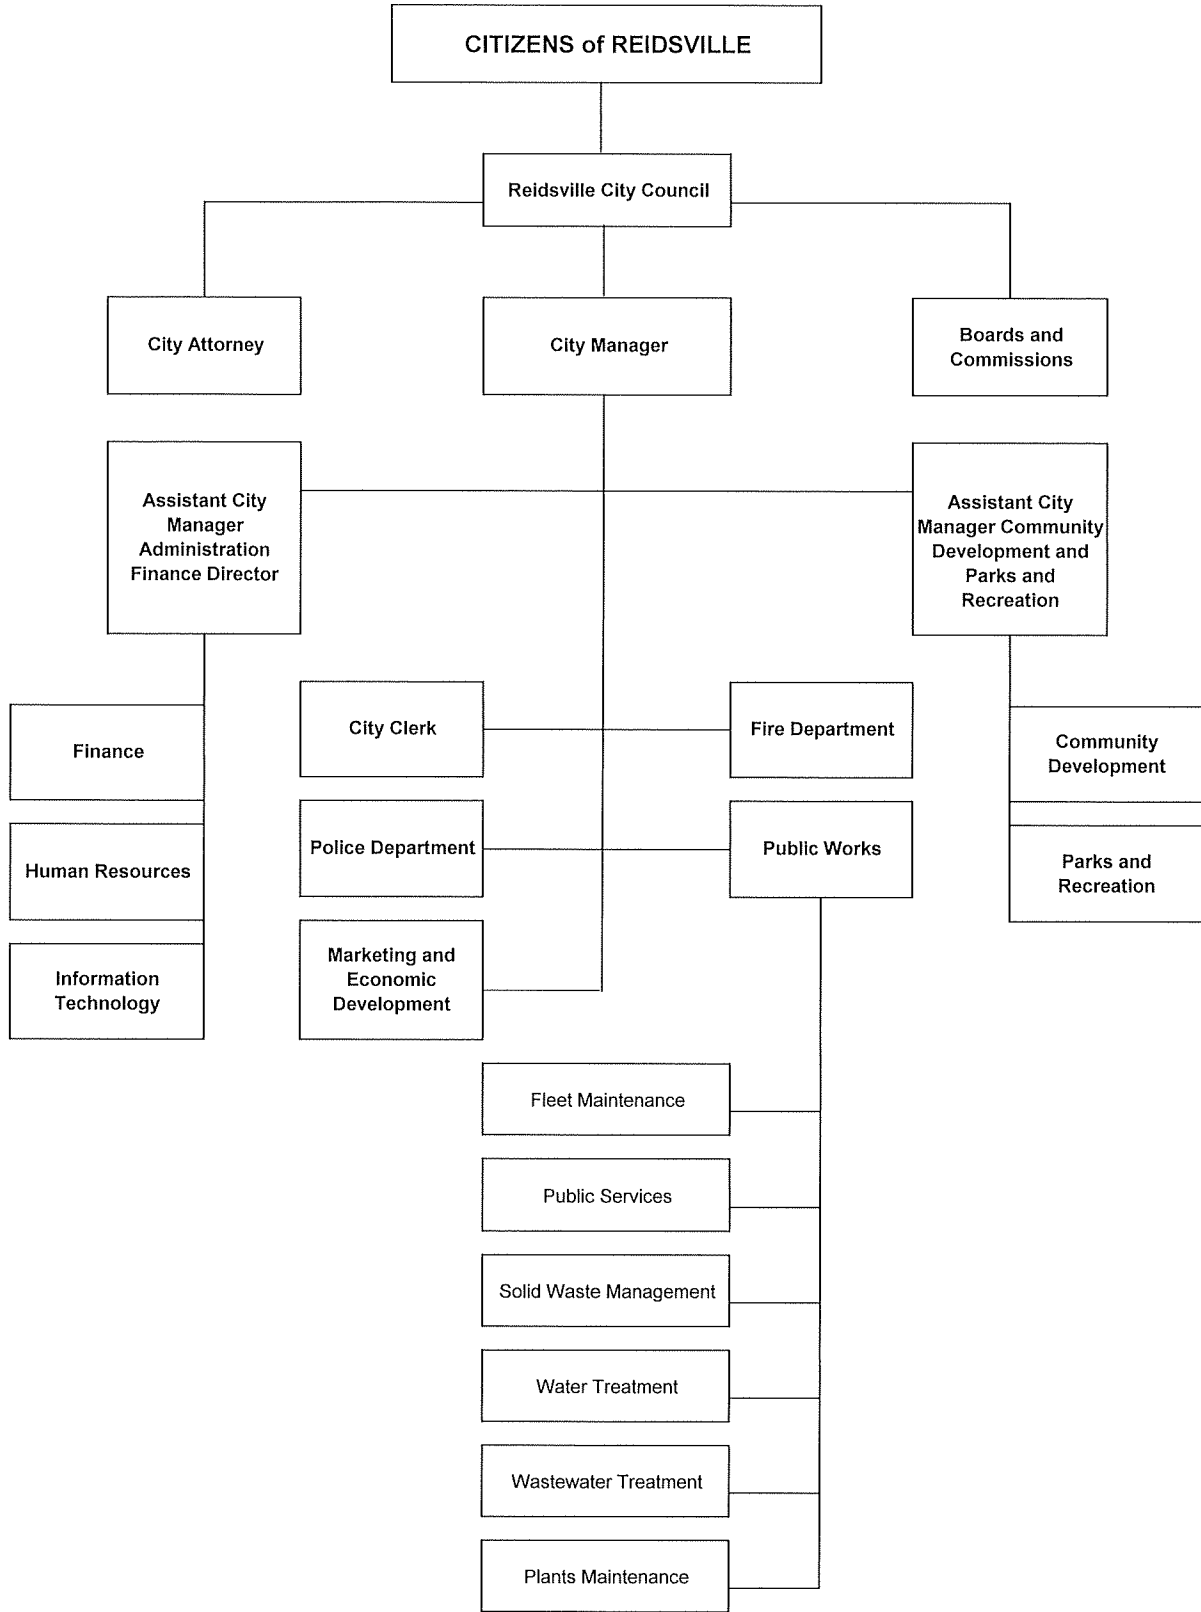 CITIZENS of REIDSVILLE
Reidsville City Council
City Attorney
City Manager
Boards and
Commissions
Assistant City
Manager
Administration
Finance Director
Assistant City
Manager Community
Development and
Parks and
Recreation
Finance
City Clerk
Fire Department
Community
Development
Human Resources
Police Department
Public Works
Parks and
Recreation
Information
Technology
Marketing and
Economic
Development
Fleet Maintenance
Public Services
Solid Waste Management
Water Treatment
Wastewater Treatment
Plants Maintenance